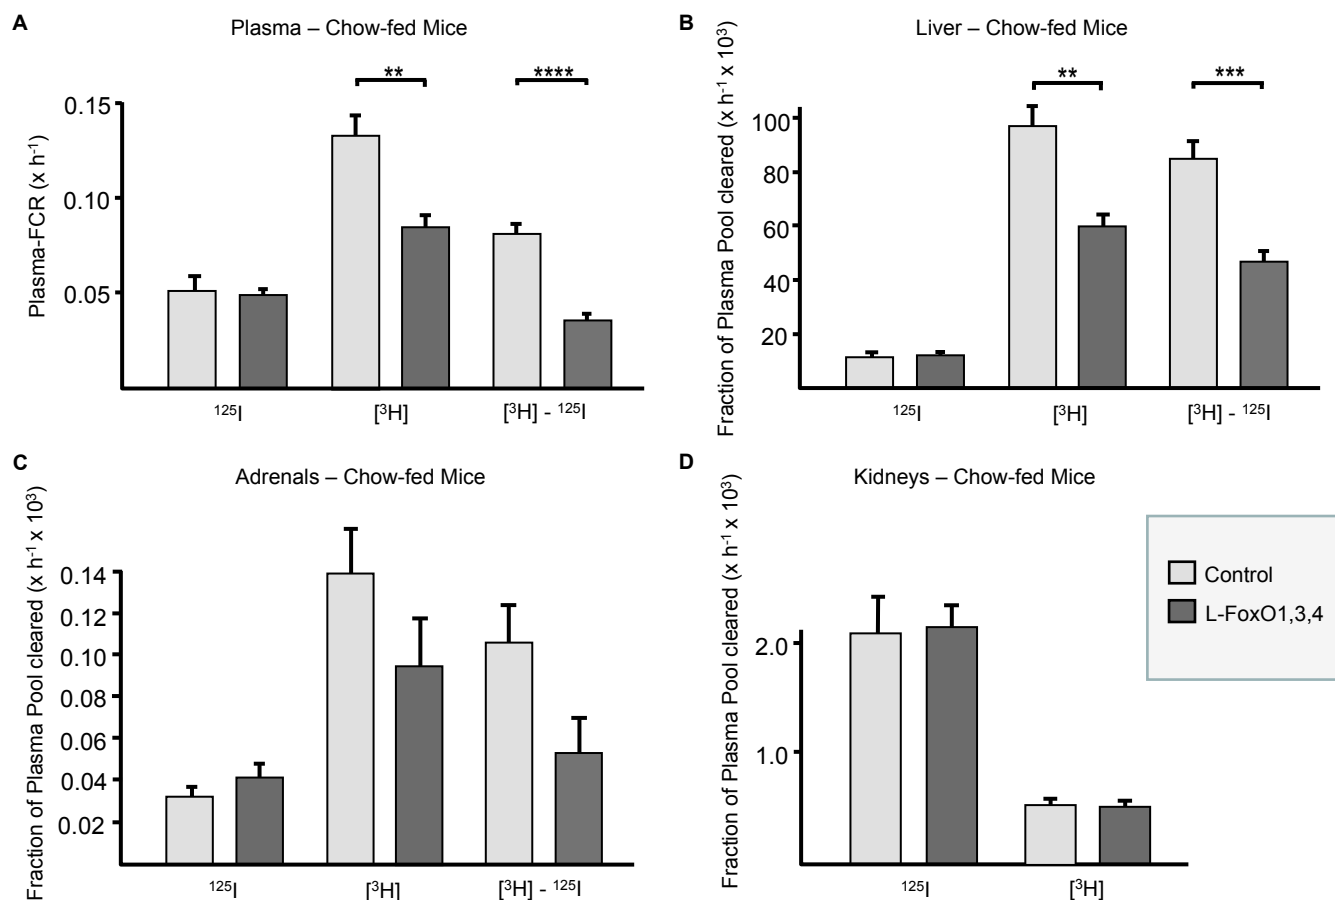 A
Plasma – Chow-fed Mice
Plasma-FCR (x h⁻¹)
**
****
0.15
0.10
0.05
¹²⁵I
[³H]
[³H] - ¹²⁵I
B
Liver – Chow-fed Mice
Fraction of Plasma Pool cleared (x h⁻¹ x 10³)
**
***
100
80
60
40
20
¹²⁵I
[³H]
[³H] - ¹²⁵I
C
Adrenals – Chow-fed Mice
Fraction of Plasma Pool cleared (x h⁻¹ x 10³)
0.14
0.12
0.10
0.08
0.06
0.04
0.02
¹²⁵I
[³H]
[³H] - ¹²⁵I
D
Kidneys – Chow-fed Mice
Fraction of Plasma Pool cleared (x h⁻¹ x 10³)
2.0
1.0
¹²⁵I
[³H]
Control
L-FoxO1,3,4